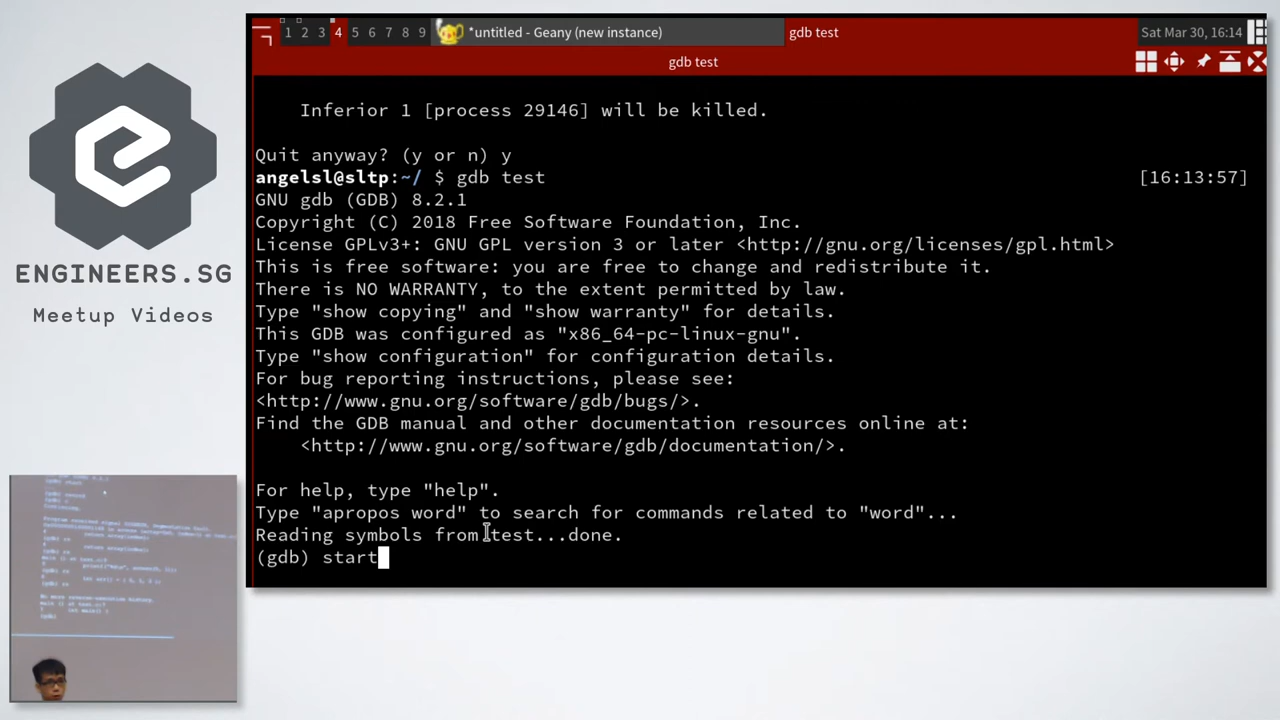 1 2 3 4 5 6 7 8 9 *untitled - Geany (new instance) gdb test Sat Mar 30, 16:14
gdb test
Inferior 1 [process 29146] will be killed.
Quit anyway? (y or n) y
angelsl@sltp:~/ $ gdb test [16:13:57]
GNU gdb (GDB) 8.2.1
Copyright (C) 2018 Free Software Foundation, Inc.
License GPLv3+: GNU GPL version 3 or later <http://gnu.org/licenses/gpl.html>
This is free software: you are free to change and redistribute it.
There is NO WARRANTY, to the extent permitted by law.
Type "show copying" and "show warranty" for details.
This GDB was configured as "x86_64-pc-linux-gnu".
Type "show configuration" for configuration details.
For bug reporting instructions, please see:
<http://www.gnu.org/software/gdb/bugs/>.
Find the GDB manual and other documentation resources online at:
<http://www.gnu.org/software/gdb/documentation/>.
For help, type "help".
Type "apropos word" to search for commands related to "word"...
Reading symbols from test...done.
(gdb) start
ENGINEERS.SG
Meetup Videos